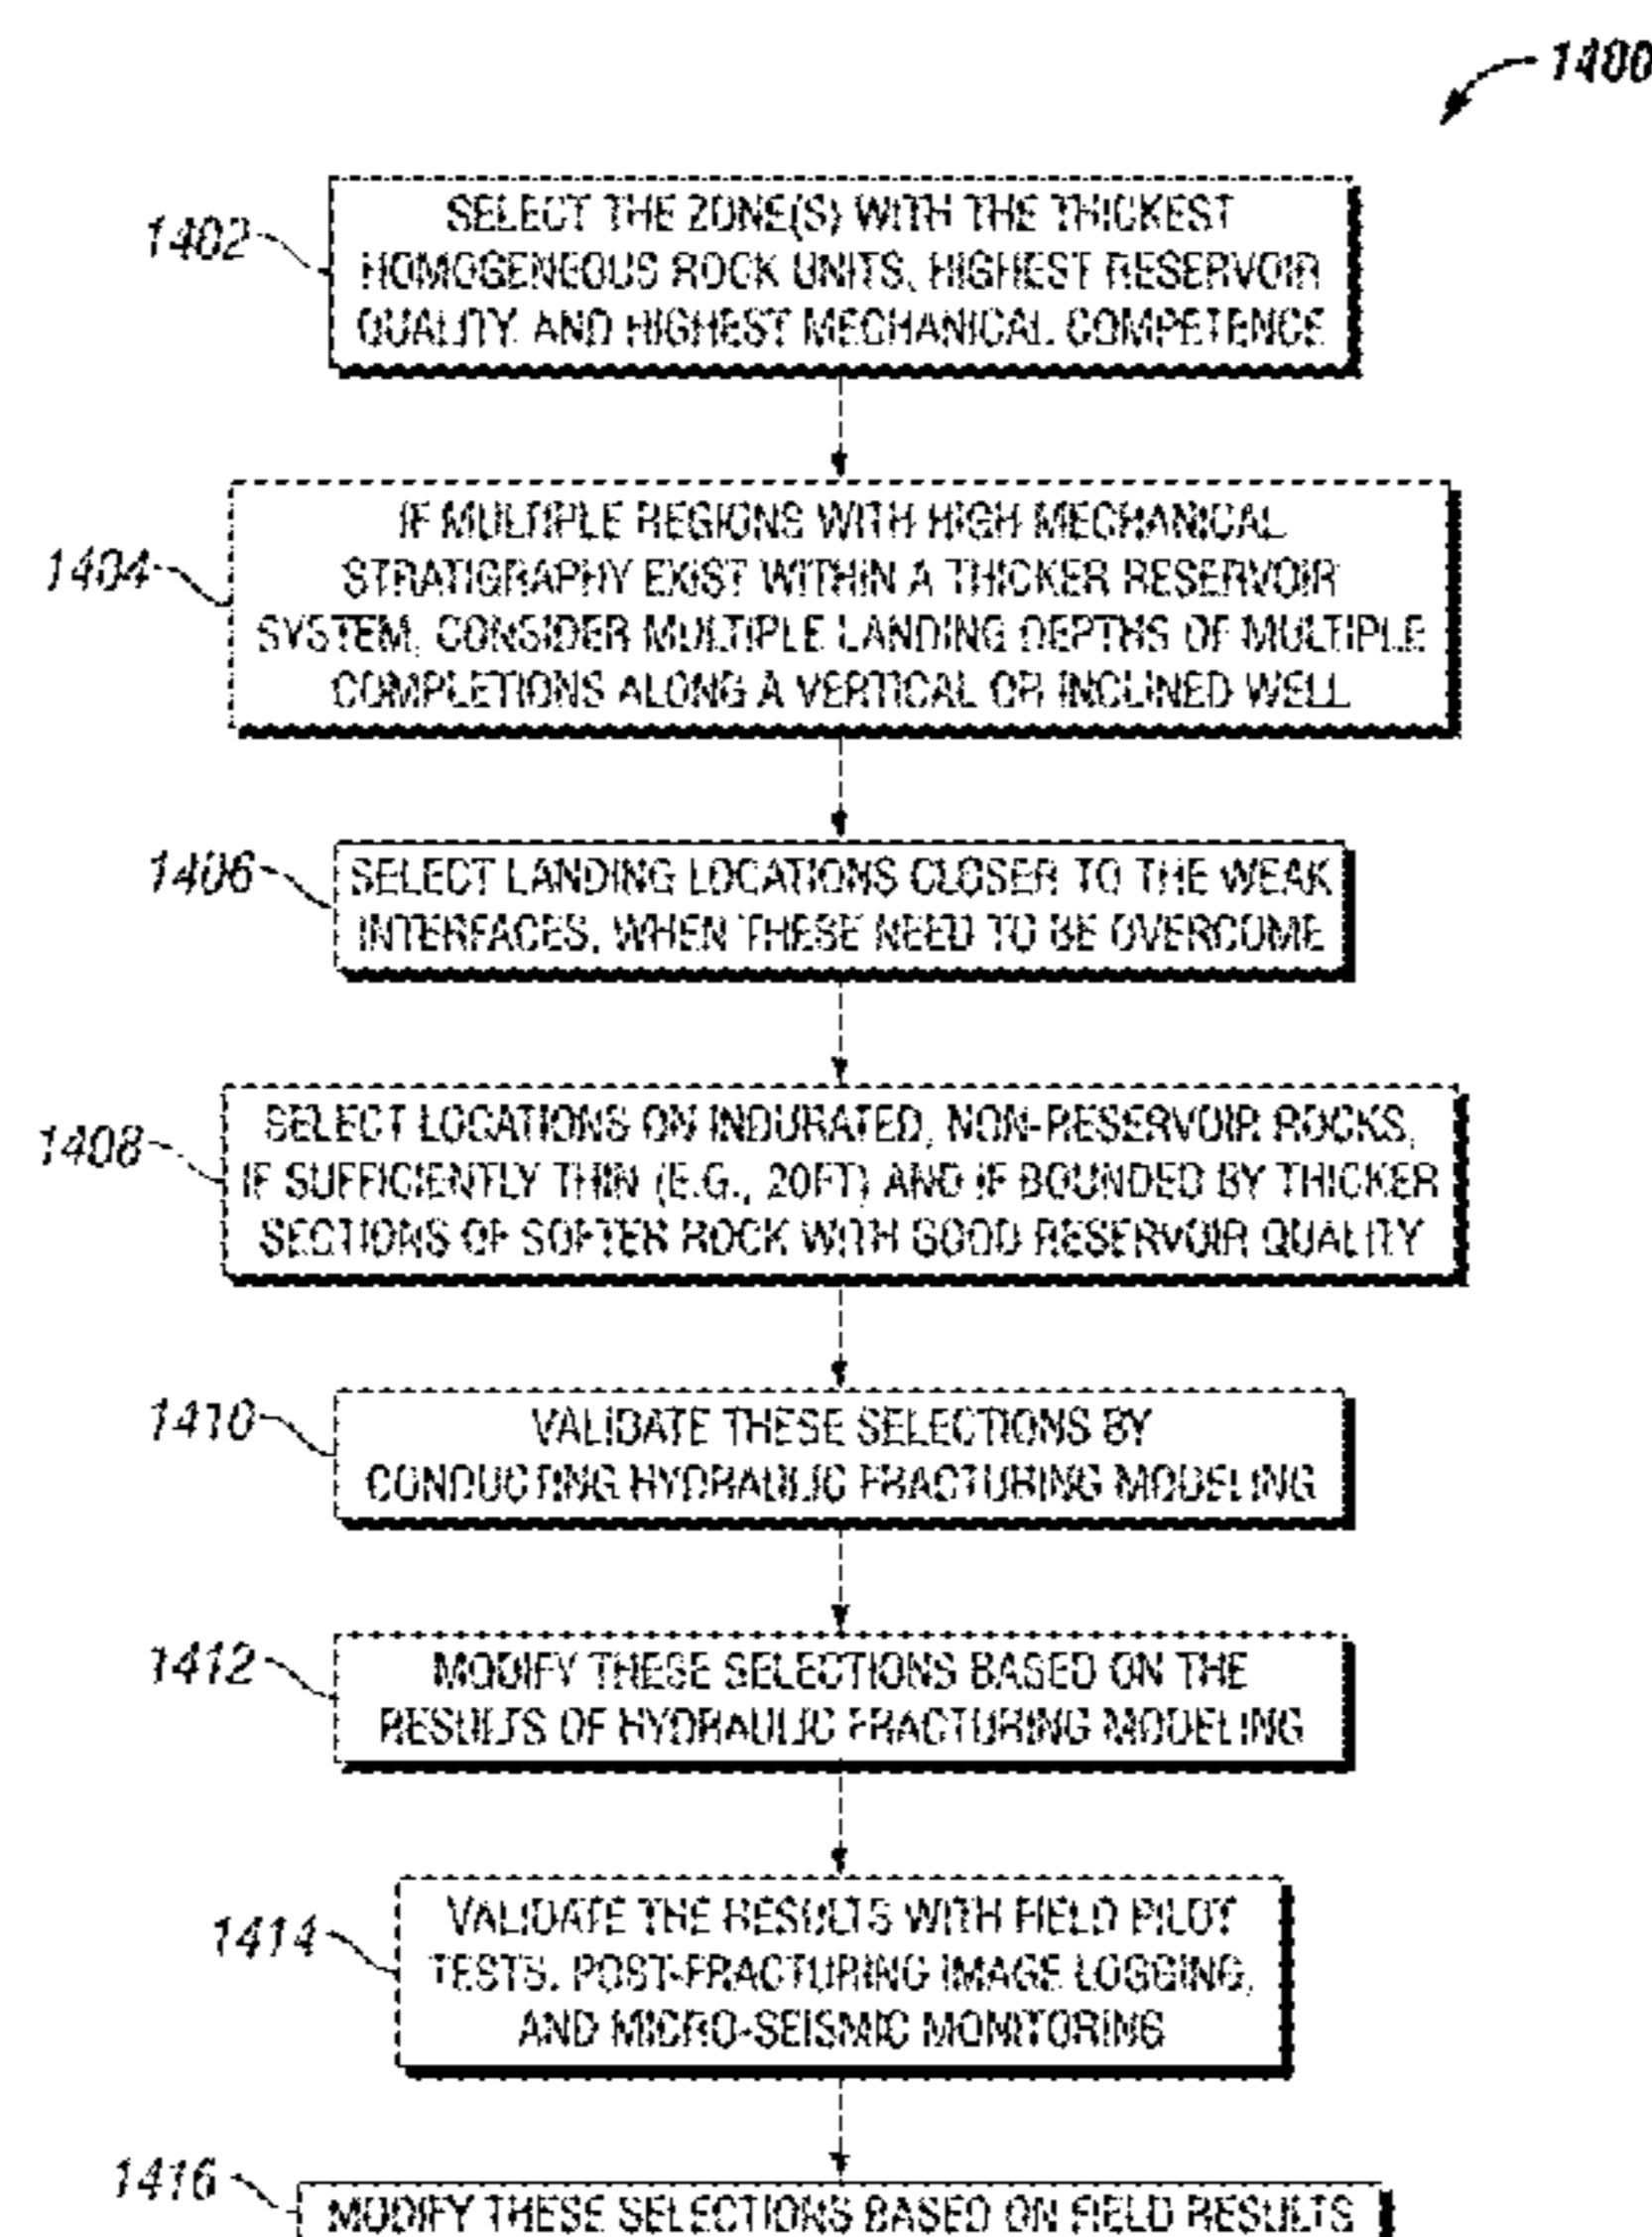 1400
1402
SELECT THE ZONE(S) WITH THE THICKEST
HOMOGENEOUS ROCK UNITS, HIGHEST RESERVOIR
QUALITY AND HIGHEST MECHANICAL COMPETENCE
1404
IF MULTIPLE REGIONS WITH HIGH MECHANICAL
STRATIGRAPHY EXIST WITHIN A THICKER RESERVOIR
SYSTEM, CONSIDER MULTIPLE LANDING DEPTHS OF MULTIPLE
COMPLETIONS ALONG A VERTICAL OR INCLINED WELL
1406
SELECT LANDING LOCATIONS CLOSER TO THE WEAK
INTERFACES, WHEN THESE NEED TO BE OVERCOME
1408
SELECT LOCATIONS ON INDURATED, NON-RESERVOIR ROCKS,
IF SUFFICIENTLY THIN (E.G., 20FT) AND IF BOUNDED BY THICKER
SECTIONS OF SOFTER ROCK WITH GOOD RESERVOIR QUALITY
1410
VALIDATE THESE SELECTIONS BY
CONDUCTING HYDRAULIC FRACTURING MODELING
1412
MODIFY THESE SELECTIONS BASED ON THE
RESULTS OF HYDRAULIC FRACTURING MODELING
1414
VALIDATE THE RESULTS WITH FIELD PILOT
TESTS, POST-FRACTURING IMAGE LOGGING,
AND MICRO-SEISMIC MONITORING
1416
MODIFY THESE SELECTIONS BASED ON FIELD RESULTS